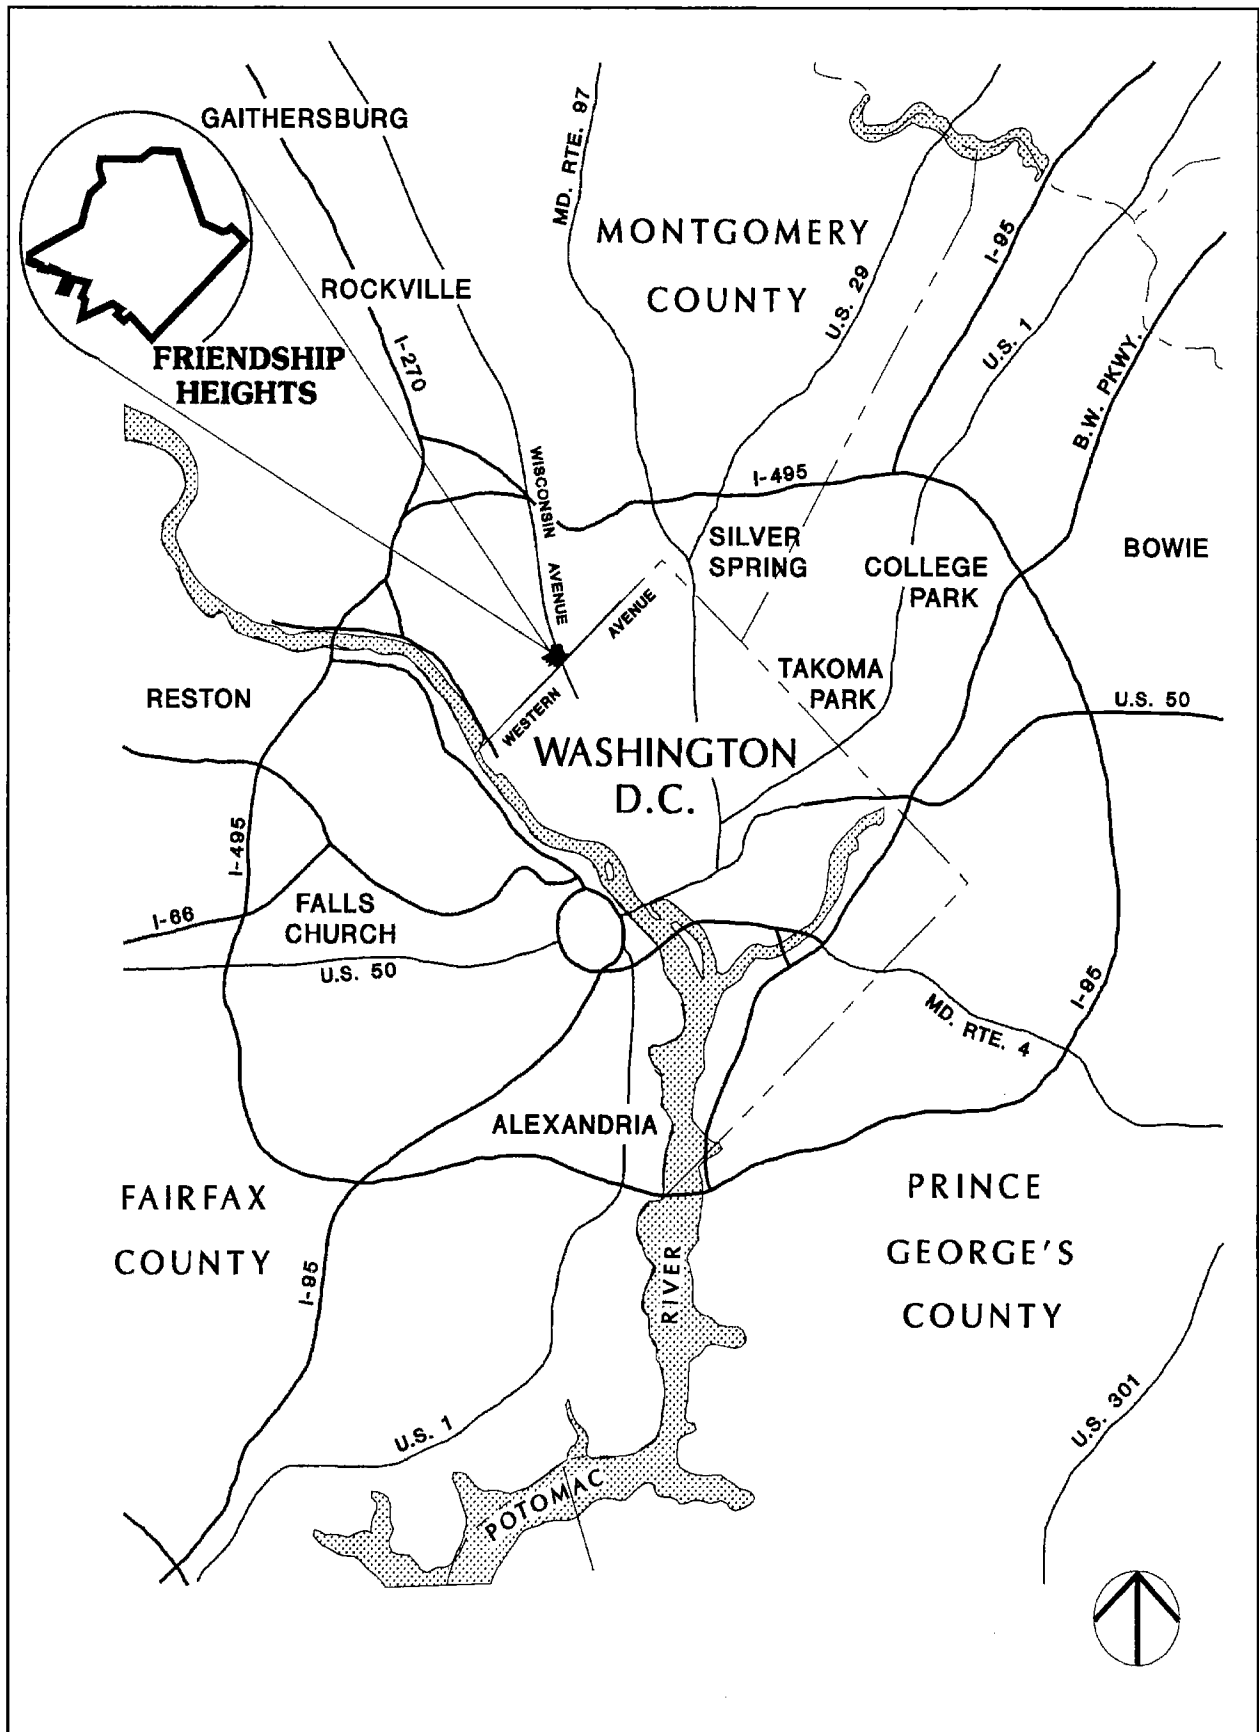 GAITHERSBURG
MD. RTE. 97
MONTGOMERY
COUNTY
I-95
ROCKVILLE
U.S. 29
U.S. 1
FRIENDSHIP
HEIGHTS
I-270
B.W. PKWY.
WISCONSIN
AVENUE
I-495
SILVER
SPRING
COLLEGE
PARK
BOWIE
WESTERN
AVENUE
TAKOMA
PARK
RESTON
U.S. 50
WASHINGTON
D.C.
I-495
I-66
FALLS
CHURCH
U.S. 50
I-95
MD. RTE. 4
ALEXANDRIA
FAIRFAX
COUNTY
PRINCE
GEORGE'S
COUNTY
I-95
RIVER
U.S. 1
U.S. 301
POTOMAC